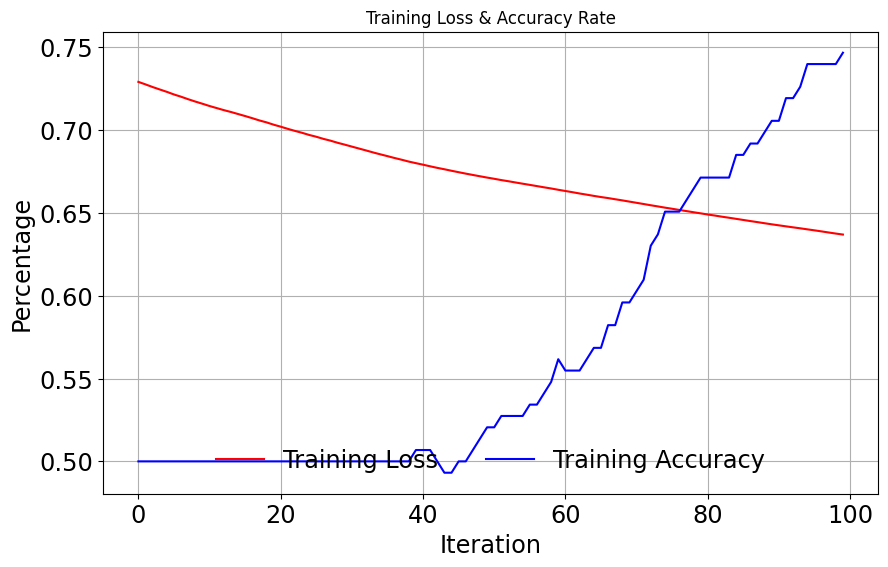 Training Loss & Accuracy Rate
Percentage
0.75
0.70
0.65
0.60
0.55
0.50
Training Loss
Training Accuracy
0 20 40 60 80 100
Iteration